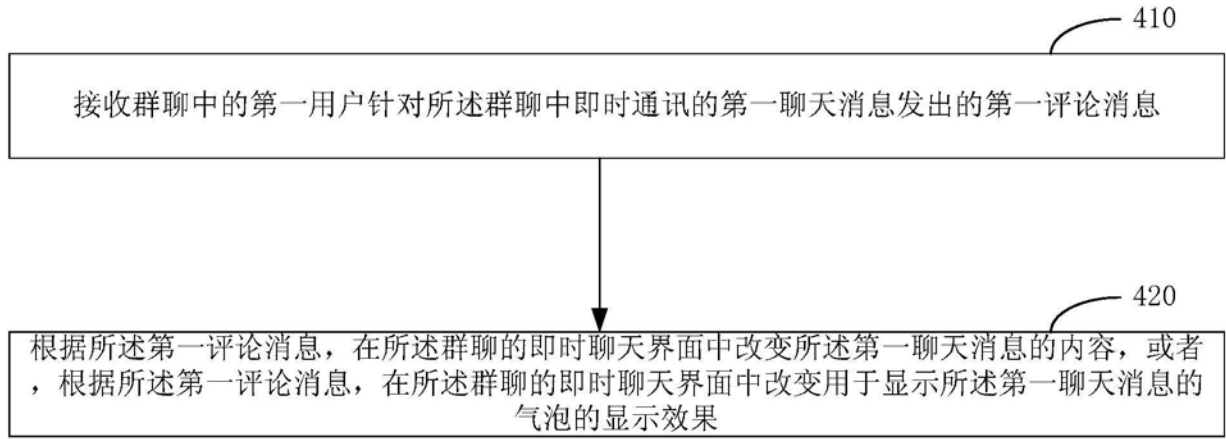 410
接收群聊中的第一用户针对所述群聊中即时通讯的第一聊天消息发出的第一评论消息
420
根据所述第一评论消息，在所述群聊的即时聊天界面中改变所述第一聊天消息的内容，或者
，根据所述第一评论消息，在所述群聊的即时聊天界面中改变用于显示所述第一聊天消息的
气泡的显示效果